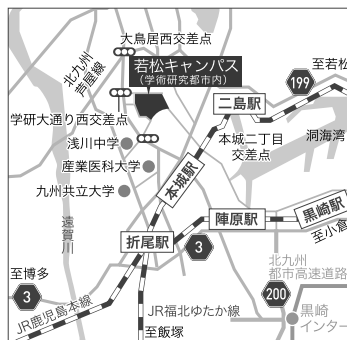 大鳥居西交差点
北九州
芦屋線
若松キャンパス
（学術研究都市内）
至若松
199
二島駅
学研大通り西交差点
洞海湾
本城二丁目
交差点
浅川中学
産業医科大学
本城駅
九州共立大学
黒崎駅
陣原駅
遠賀川
折尾駅
3
至小倉
至博多
北九州
都市高速道路
3
200
JR鹿児島本線
JR福北ゆたか線
黒崎
インター
至飯塚